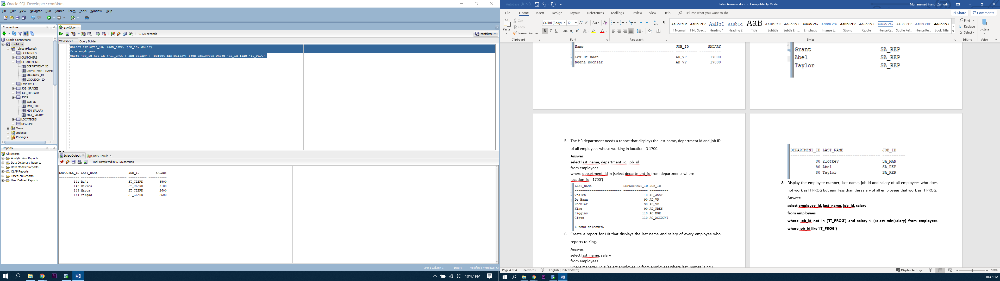 Oracle SQL Developer : confsktm
File Edit View Navigate Run Source Team Tools Window Help
Connections
Oracle Connections
confsktm
Tables (Filtered)
COUNTRIES
CUSTOMERS
DEPARTMENTS
DEPARTMENT_ID
DEPARTMENT_NAME
MANAGER_ID
LOCATION_ID
EMPLOYEES
JOB_GRADES
JOB_HISTORY
JOBS
JOB_ID
JOB_TITLE
MIN_SALARY
MAX_SALARY
LOCATIONS
REGIONS
Views
Indexes
Packages
Reports
All Reports
Analytic View Reports
Data Dictionary Reports
Data Modeler Reports
OLAP Reports
TimesTen Reports
User Defined Reports
confsktm
0.176 seconds
confsktm
Worksheet Query Builder
select employee_id, last_name, job_id, salary
from employees
where job_id not in ('IT_PROG') and salary < (select min(salary) from employees where job_id like 'IT_PROG')
Script Output x Query Result x
Task completed in 0.176 seconds
EMPLOYEE_ID LAST_NAME JOB_ID SALARY
----------- ------------------------- ---------- ----------
141 Rajs ST_CLERK 3500
142 Davies ST_CLERK 3100
143 Matos ST_CLERK 2600
144 Vargas ST_CLERK 2500
Line 1 Column 1 | Insert | Modified | Windows:
10:47 PM
AutoSave Off
Lab 6 Answers.docx - Compatibility Mode
Muhammad Harith Zainudin
File Home Insert Design Layout References Mailings Review View Help Tell me what you want to do
Share Comments
Paste
Cut
Copy
Format Painter
Clipboard
Calibri (Body) 12
B I U ab x₂ x²
Font
Paragraph
AaBbCcDc AaBbCcDc AaBbC AaBbCcl AaB AaBbCcD AaBbCcDc AaBbCcDc AaBbCcDc AaBbCcDc AaBbCcDc AaBbCcDc AaBbCcDc AaBbCcDc AaBbCcDc
¶ Normal ¶ No Spac... Heading 1 Heading 2 Title Subtitle Subtle Em... Emphasis Intense E... Strong Quote Intense Q... Subtle Ref... Intense Re... Book Title
Styles
Find
Replace
Select
Editing
Dictate
Voice
Name JOB_ID SALARY
Lex De Haan AD_VP 17000
Neena Kochlar AD_VP 17000
Grant SA_REP
Abel SA_REP
Taylor SA_REP
5. The HR department needs a report that displays the last name, department id and job ID
of all employees whose working in location ID 1700.
Answer:
select last_name, department_id, job_id
from employees
where department_id in (select department_id from departments where
location_id='1700')
LAST_NAME DEPARTMENT_ID JOB_ID
------------------------- ------------- ----------
Whalen 10 AD_ASST
De Haan 90 AD_VP
Kochlar 90 AD_VP
King 90 AD_PRES
Higgins 110 AC_MGR
Gietz 110 AC_ACCOUNT
6 rows selected.
6. Create a report for HR that displays the last name and salary of every employee who
reports to King.
Answer:
select last_name, salary
from employees
where manager_id = (select employee_id from employees where last_name= 'King')
DEPARTMENT_ID LAST_NAME JOB_ID
------------- ------------------------- ----------
80 Zlotkey SA_MAN
80 Abel SA_REP
80 Taylor SA_REP
8. Display the employee number, last name, job id and salary of all employees who does
not work as IT PROG but earn less than the salary of all employees that work as IT PROG.
Answer:
select employee_id, last_name, job_id, salary
from employees
where job_id not in ('IT_PROG') and salary < (select min(salary) from employees
where job_id like 'IT_PROG')
Page 4 of 4 374 words English (United States)
Display Settings 100%
10:47 PM